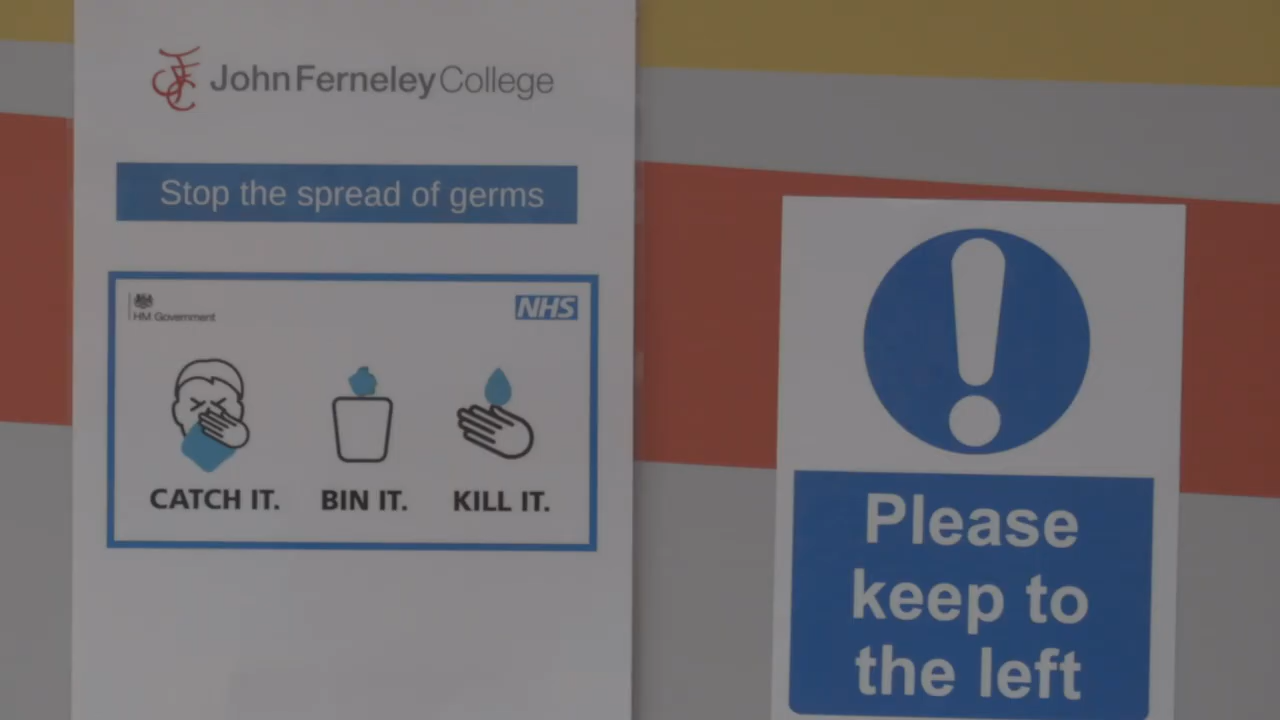 John Ferneley College
Stop the spread of germs
HM Government
NHS
CATCH IT. BIN IT. KILL IT.
Please
keep to
the left